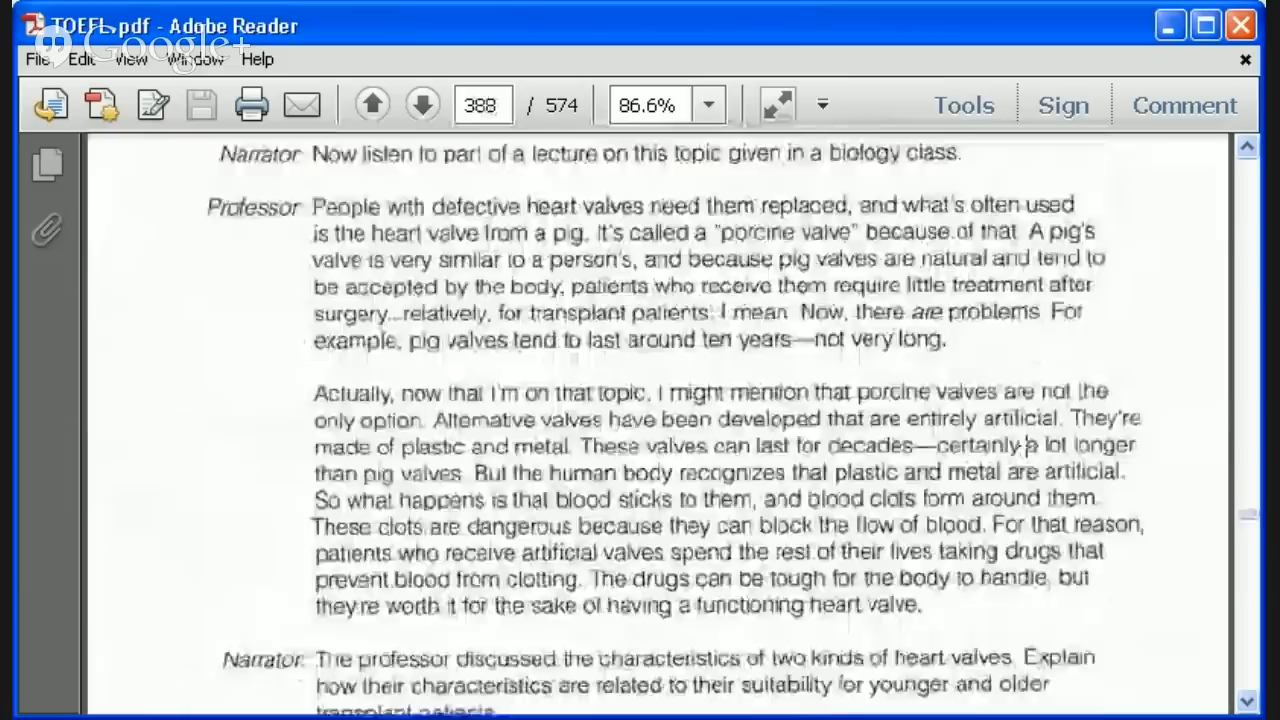 TOEFL.pdf - Adobe Reader
Google+
File Edit View Window Help
388 / 574 86.6% Tools Sign Comment
Narrator Now listen to part of a lecture on this topic given in a biology class.
Professor People with defective heart valves need them replaced, and what's often used
is the heart valve from a pig. It's called a "porcine valve" because of that. A pig's
valve is very similar to a person's, and because pig valves are natural and tend to
be accepted by the body, patients who receive them require little treatment after
surgery...relatively, for transplant patients, I mean. Now, there are problems. For
example, pig valves tend to last around ten years—not very long.
Actually, now that I'm on that topic, I might mention that porcine valves are not the
only option. Alternative valves have been developed that are entirely artificial. They're
made of plastic and metal. These valves can last for decades—certainly a lot longer
than pig valves. But the human body recognizes that plastic and metal are artificial.
So what happens is that blood sticks to them, and blood clots form around them.
These clots are dangerous because they can block the flow of blood. For that reason,
patients who receive artificial valves spend the rest of their lives taking drugs that
prevent blood from clotting. The drugs can be tough for the body to handle, but
they're worth it for the sake of having a functioning heart valve.
Narrator: The professor discussed the characteristics of two kinds of heart valves. Explain
how their characteristics are related to their suitability for younger and older
transplant patients.